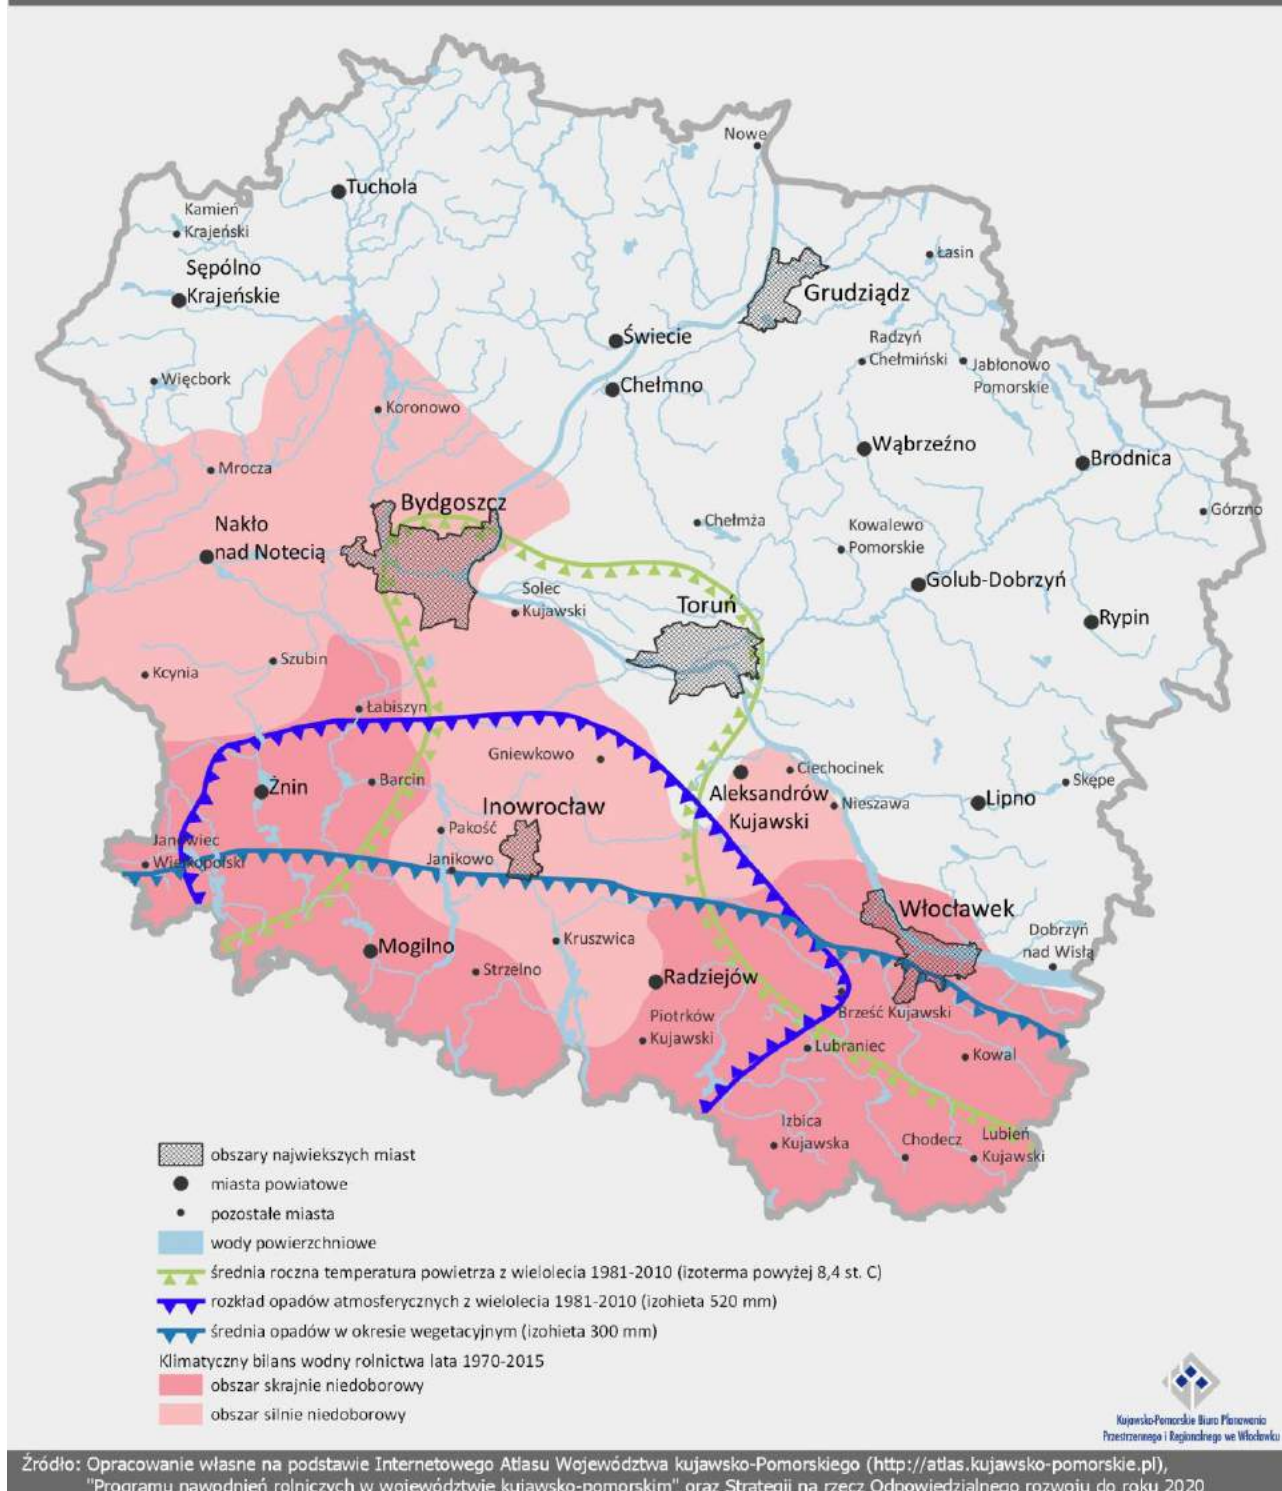 Nowe
Tuchola
Kamień
Krajeński
Łasin
Sępólno
Krajeńskie
Grudziądz
Świecie
Radzyń
Chełmiński
Jabłonowo
Pomorskie
Więcbork
Chełmno
Koronowo
Wąbrzeźno
Brodnica
Mrocza
Bydgoszcz
Górzno
Nakło
nad Notecią
Chełmża
Kowalewo
Pomorskie
Golub-Dobrzyń
Solec
Kujawski
Toruń
Rypin
Szubin
Kcynia
Łabiszyn
Gniewkowo
Ciechocinek
Żnin
Barcin
Aleksandrów
Kujawski
Nieszawa
Lipno
Skępe
Inowrocław
Pakość
Janowiec
Wielkopolski
Janikowo
Włocławek
Dobrzyń
nad Wisłą
Mogilno
Kruszwica
Strzelno
Radziejów
Brześć Kujawski
Piotrków
Kujawski
Lubraniec
Kowal
Izbica
Kujawska
Chodecz
Lubień
Kujawski
obszary najwiekszych miast
miasta powiatowe
pozostałe miasta
wody powierzchniowe
średnia roczna temperatura powietrza z wielolecia 1981-2010 (izoterma powyżej 8,4 st. C)
rozkład opadów atmosferycznych z wielolecia 1981-2010 (izohieta 520 mm)
średnia opadów w okresie wegetacyjnym (izohieta 300 mm)
Klimatyczny bilans wodny rolnictwa lata 1970-2015
obszar skrajnie niedoborowy
obszar silnie niedoborowy
Kujawsko-Pomorskie Biuro Planowania
Przestrzennego i Regionalnego we Włocławku
Źródło: Opracowanie własne na podstawie Internetowego Atlasu Województwa kujawsko-Pomorskiego (http://atlas.kujawsko-pomorskie.pl),
"Programu nawodnień rolniczych w województwie kujawsko-pomorskim" oraz Strategii na rzecz Odpowiedzialnego rozwoju do roku 2020